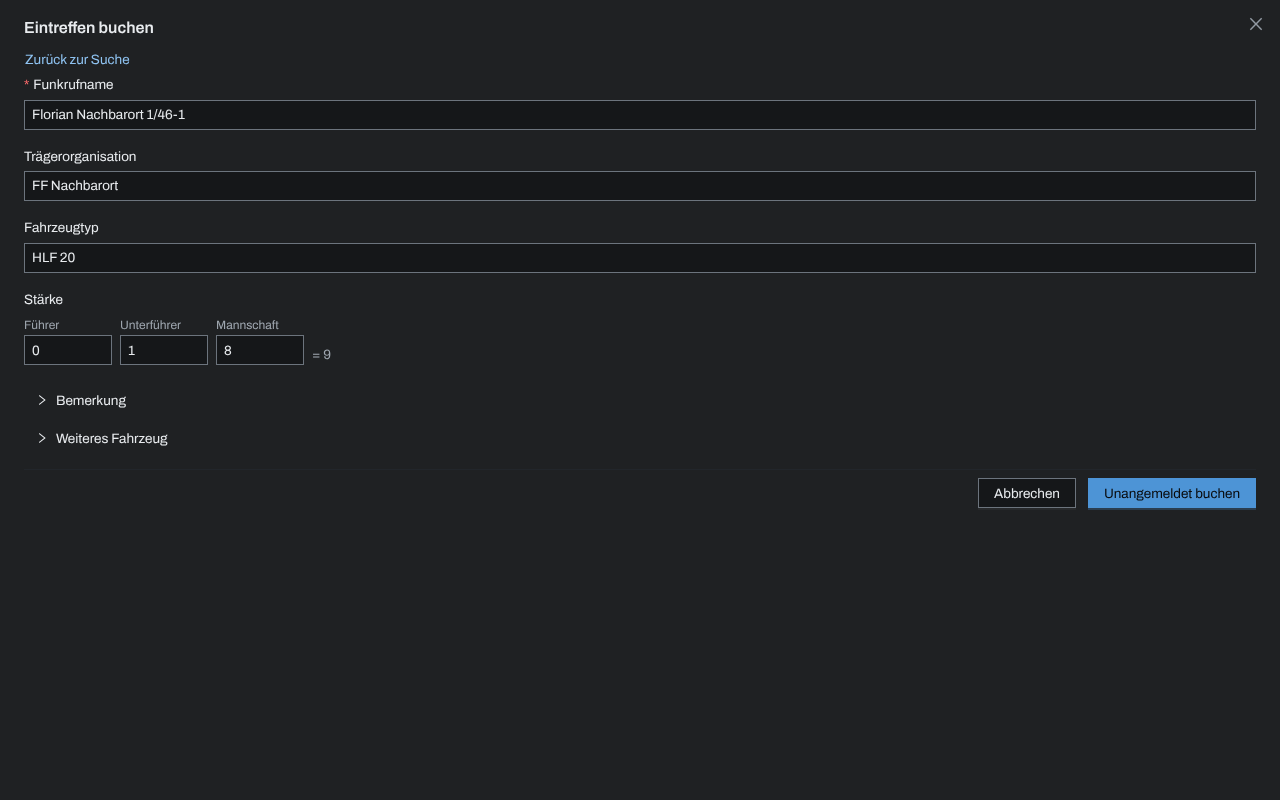 Eintreffen buchen
Zurück zur Suche
* Funkrufname
Florian Nachbarort 1/46-1
Trägerorganisation
FF Nachbarort
Fahrzeugtyp
HLF 20
Stärke
Führer Unterführer Mannschaft
0 1 8 = 9
Bemerkung
Weiteres Fahrzeug
Abbrechen Unangemeldet buchen